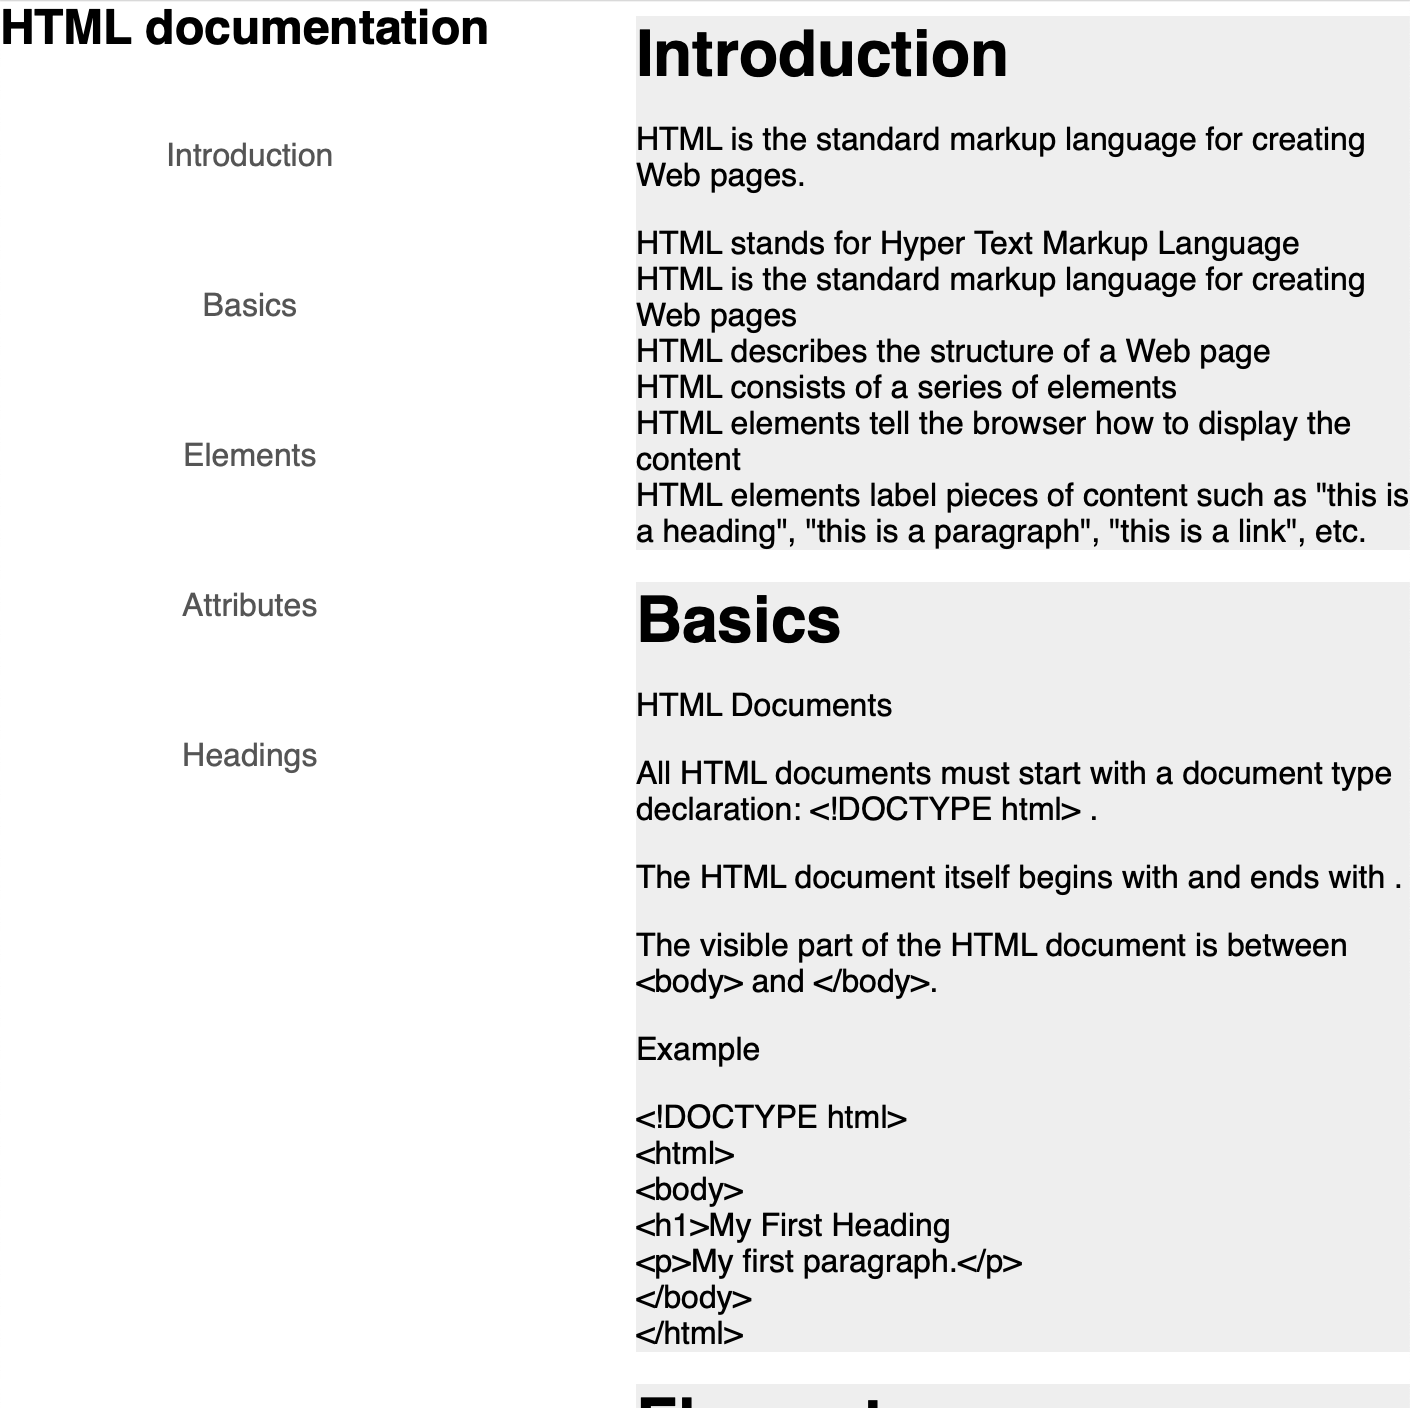 HTML documentation
Introduction
Basics
Elements
Attributes
Headings
Introduction
HTML is the standard markup language for creating
Web pages.
HTML stands for Hyper Text Markup Language
HTML is the standard markup language for creating
Web pages
HTML describes the structure of a Web page
HTML consists of a series of elements
HTML elements tell the browser how to display the
content
HTML elements label pieces of content such as "this is
a heading", "this is a paragraph", "this is a link", etc.
Basics
HTML Documents
All HTML documents must start with a document type
declaration: <!DOCTYPE html> .
The HTML document itself begins with and ends with .
The visible part of the HTML document is between
<body> and </body>.
Example
<!DOCTYPE html>
<html>
<body>
<h1>My First Heading
<p>My first paragraph.</p>
</body>
</html>